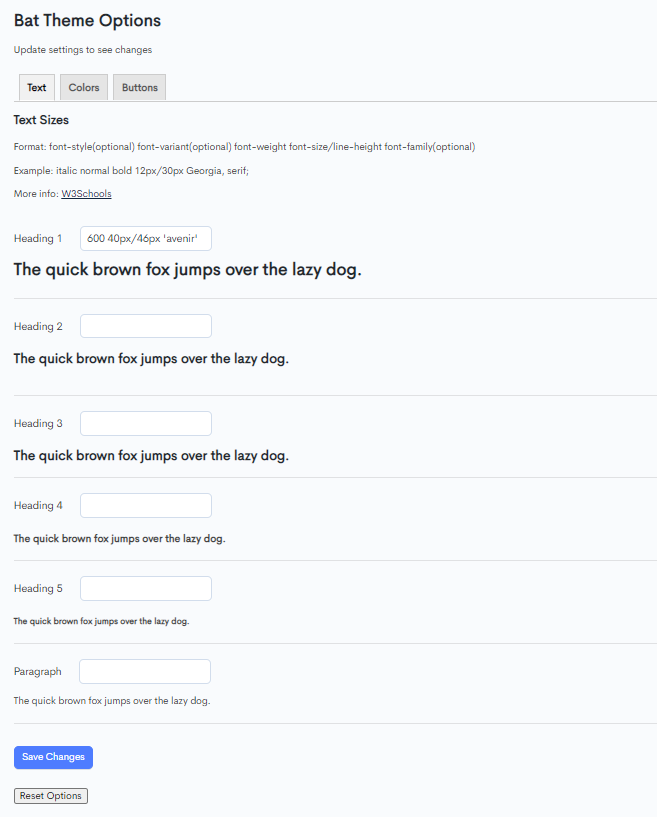 Bat Theme Options
Update settings to see changes
Text Colors Buttons
Text Sizes
Format: font-style(optional) font-variant(optional) font-weight font-size/line-height font-family(optional)
Example: italic normal bold 12px/30px Georgia, serif;
More info: W3Schools
Heading 1 600 40px/46px 'avenir'
The quick brown fox jumps over the lazy dog.
Heading 2
The quick brown fox jumps over the lazy dog.
Heading 3
The quick brown fox jumps over the lazy dog.
Heading 4
The quick brown fox jumps over the lazy dog.
Heading 5
The quick brown fox jumps over the lazy dog.
Paragraph
The quick brown fox jumps over the lazy dog.
Save Changes
Reset Options